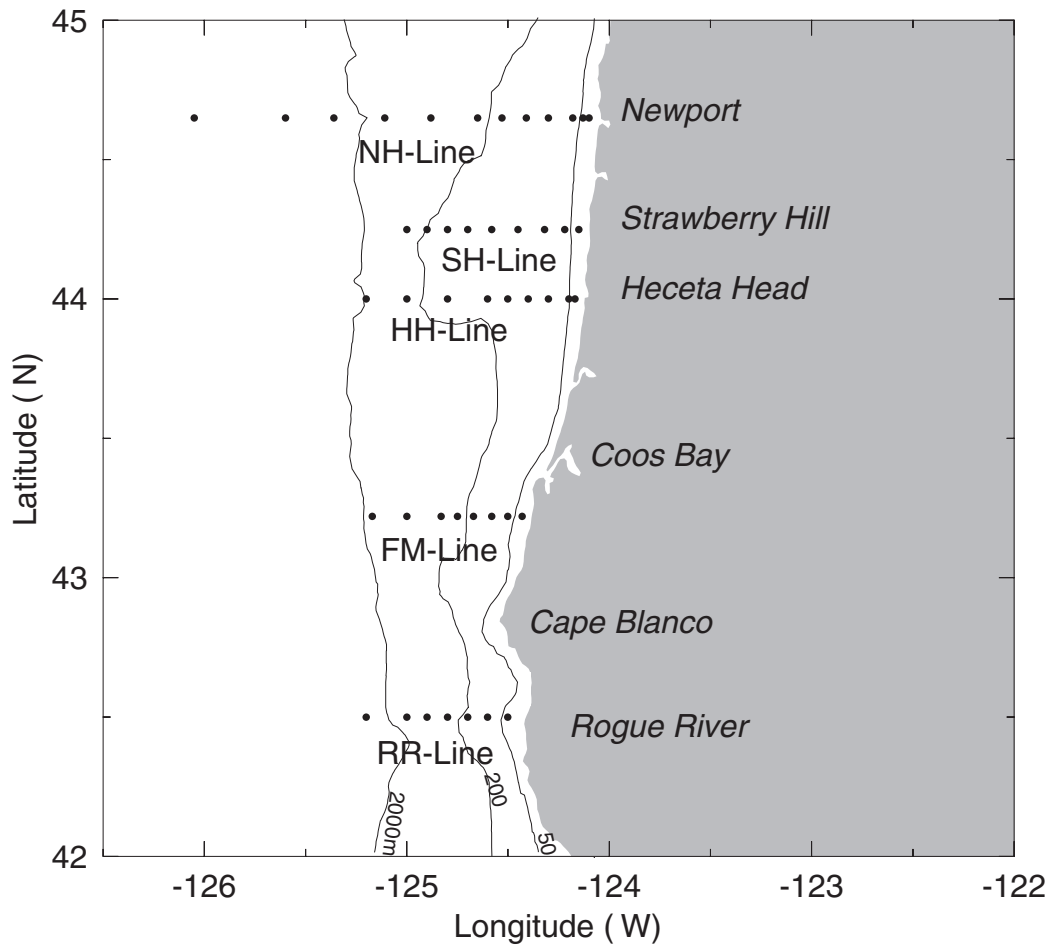 45
Newport
NH-Line
Strawberry Hill
SH-Line
Heceta Head
44
HH-Line
Latitude ( N)
Coos Bay
FM-Line
43
Cape Blanco
Rogue River
RR-Line
2000m
200
50
42
-126
-125
-124
-123
-122
Longitude ( W)